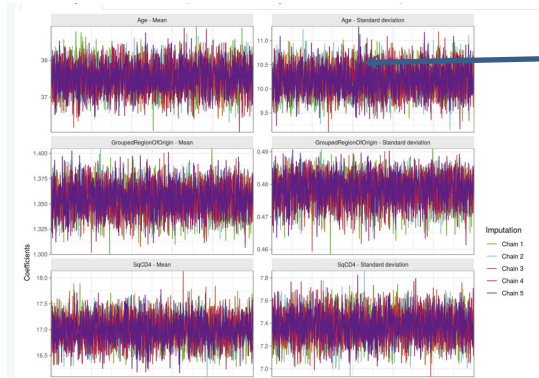 Age - Mean
Age - Standard deviation
38
37
11.0
10.5
10.0
9.5
GroupedRegionOfOrigin - Mean
GroupedRegionOfOrigin - Standard deviation
1.400
1.375
1.350
1.325
1.300
0.49
0.48
0.47
0.46
Coefficients
SqCD4 - Mean
SqCD4 - Standard deviation
18.0
17.5
17.0
16.5
7.8
7.6
7.4
7.2
7.0
Imputation
Chain 1
Chain 2
Chain 3
Chain 4
Chain 5